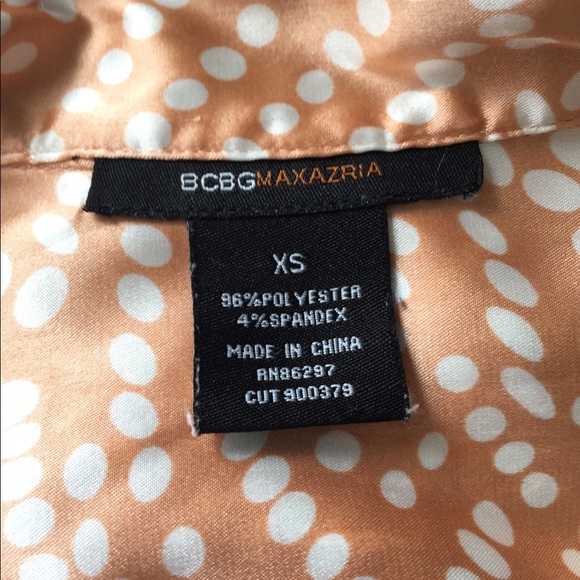 BCBGMAXAZRIA
XS
96%POLYESTER
4%SPANDEX
MADE IN CHINA
RN86297
CUT 900379